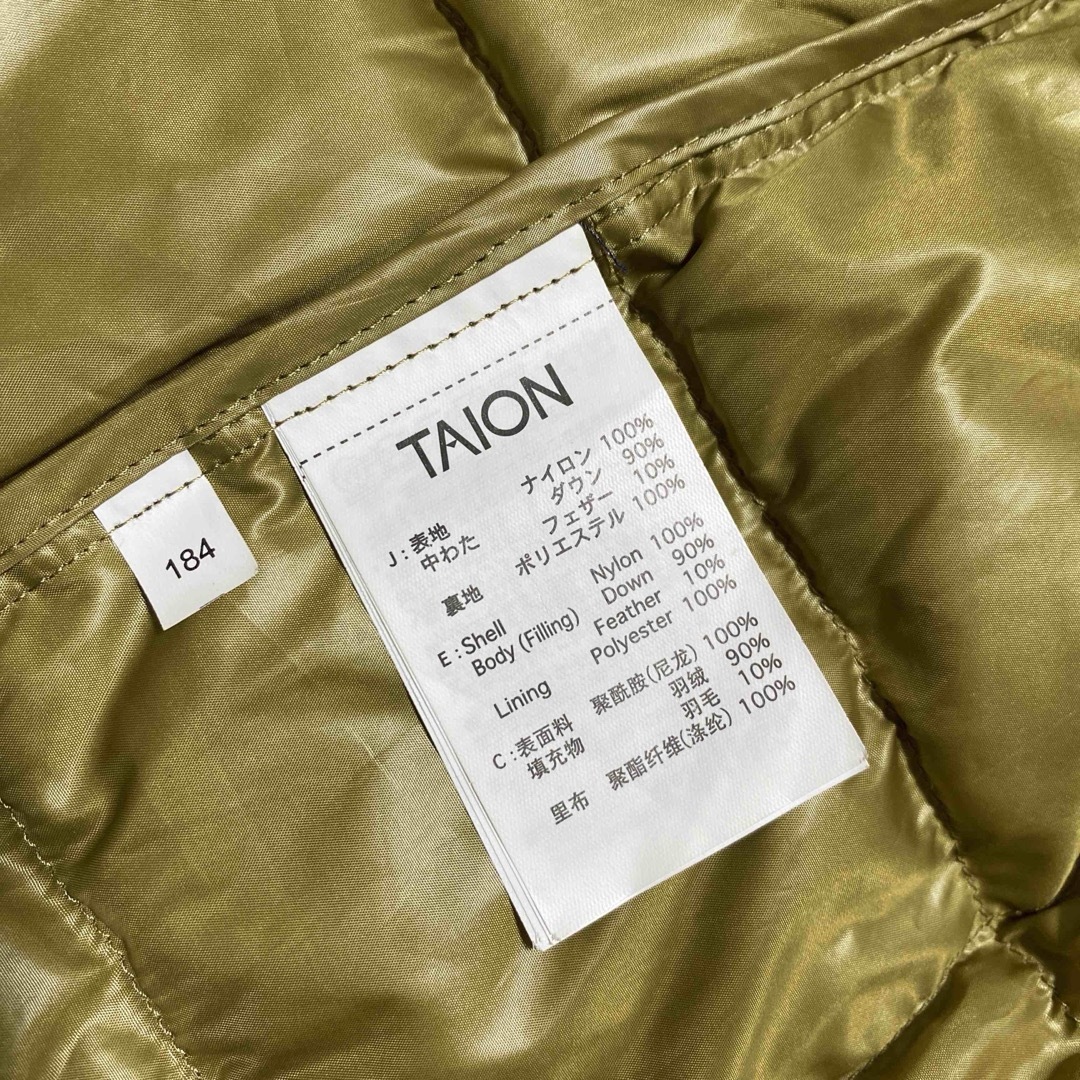 TAION
J : 表地 ナイロン 100%
中わた ダウン 90%
フェザー 10%
裏地 ポリエステル 100%
E : Shell Nylon 100%
Body (Filling) Down 90%
Feather 10%
Lining Polyester 100%
C : 表面料 聚酰胺(尼龙) 100%
填充物 羽绒 90%
羽毛 10%
里布 聚酯纤维(涤纶) 100%
184